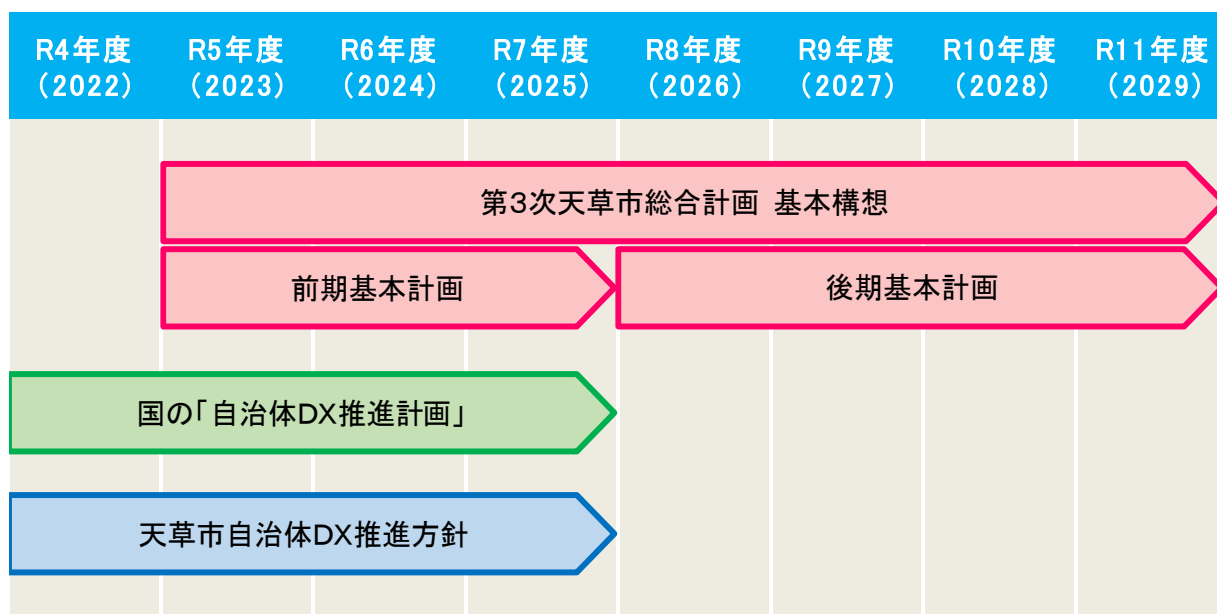 R4年度 R5年度 R6年度 R7年度 R8年度 R9年度 R10年度 R11年度
（2022） （2023） （2024） （2025） （2026） （2027） （2028） （2029）
第3次天草市総合計画 基本構想
前期基本計画 後期基本計画
国の「自治体DX推進計画」
天草市自治体DX推進方針